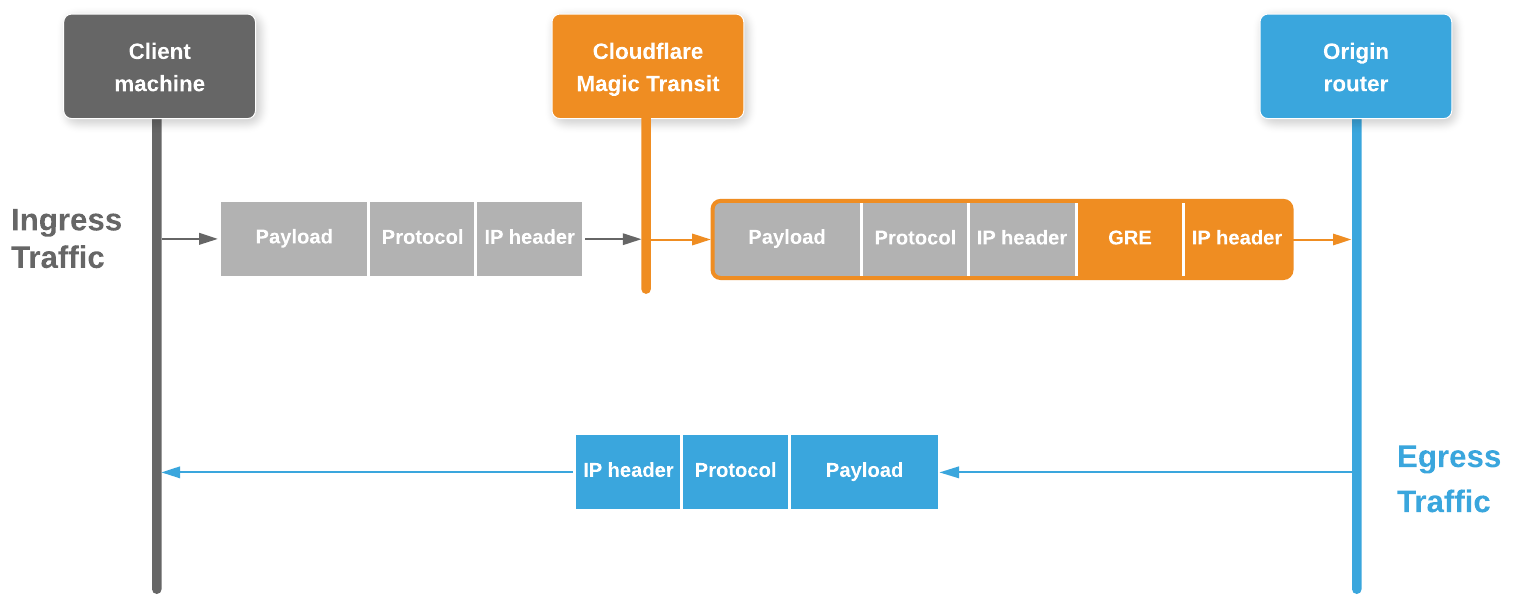 Client
machine
Cloudflare
Magic Transit
Origin
router
Ingress
Traffic
Payload
Protocol
IP header
Payload
Protocol
IP header
GRE
IP header
IP header
Protocol
Payload
Egress
Traffic